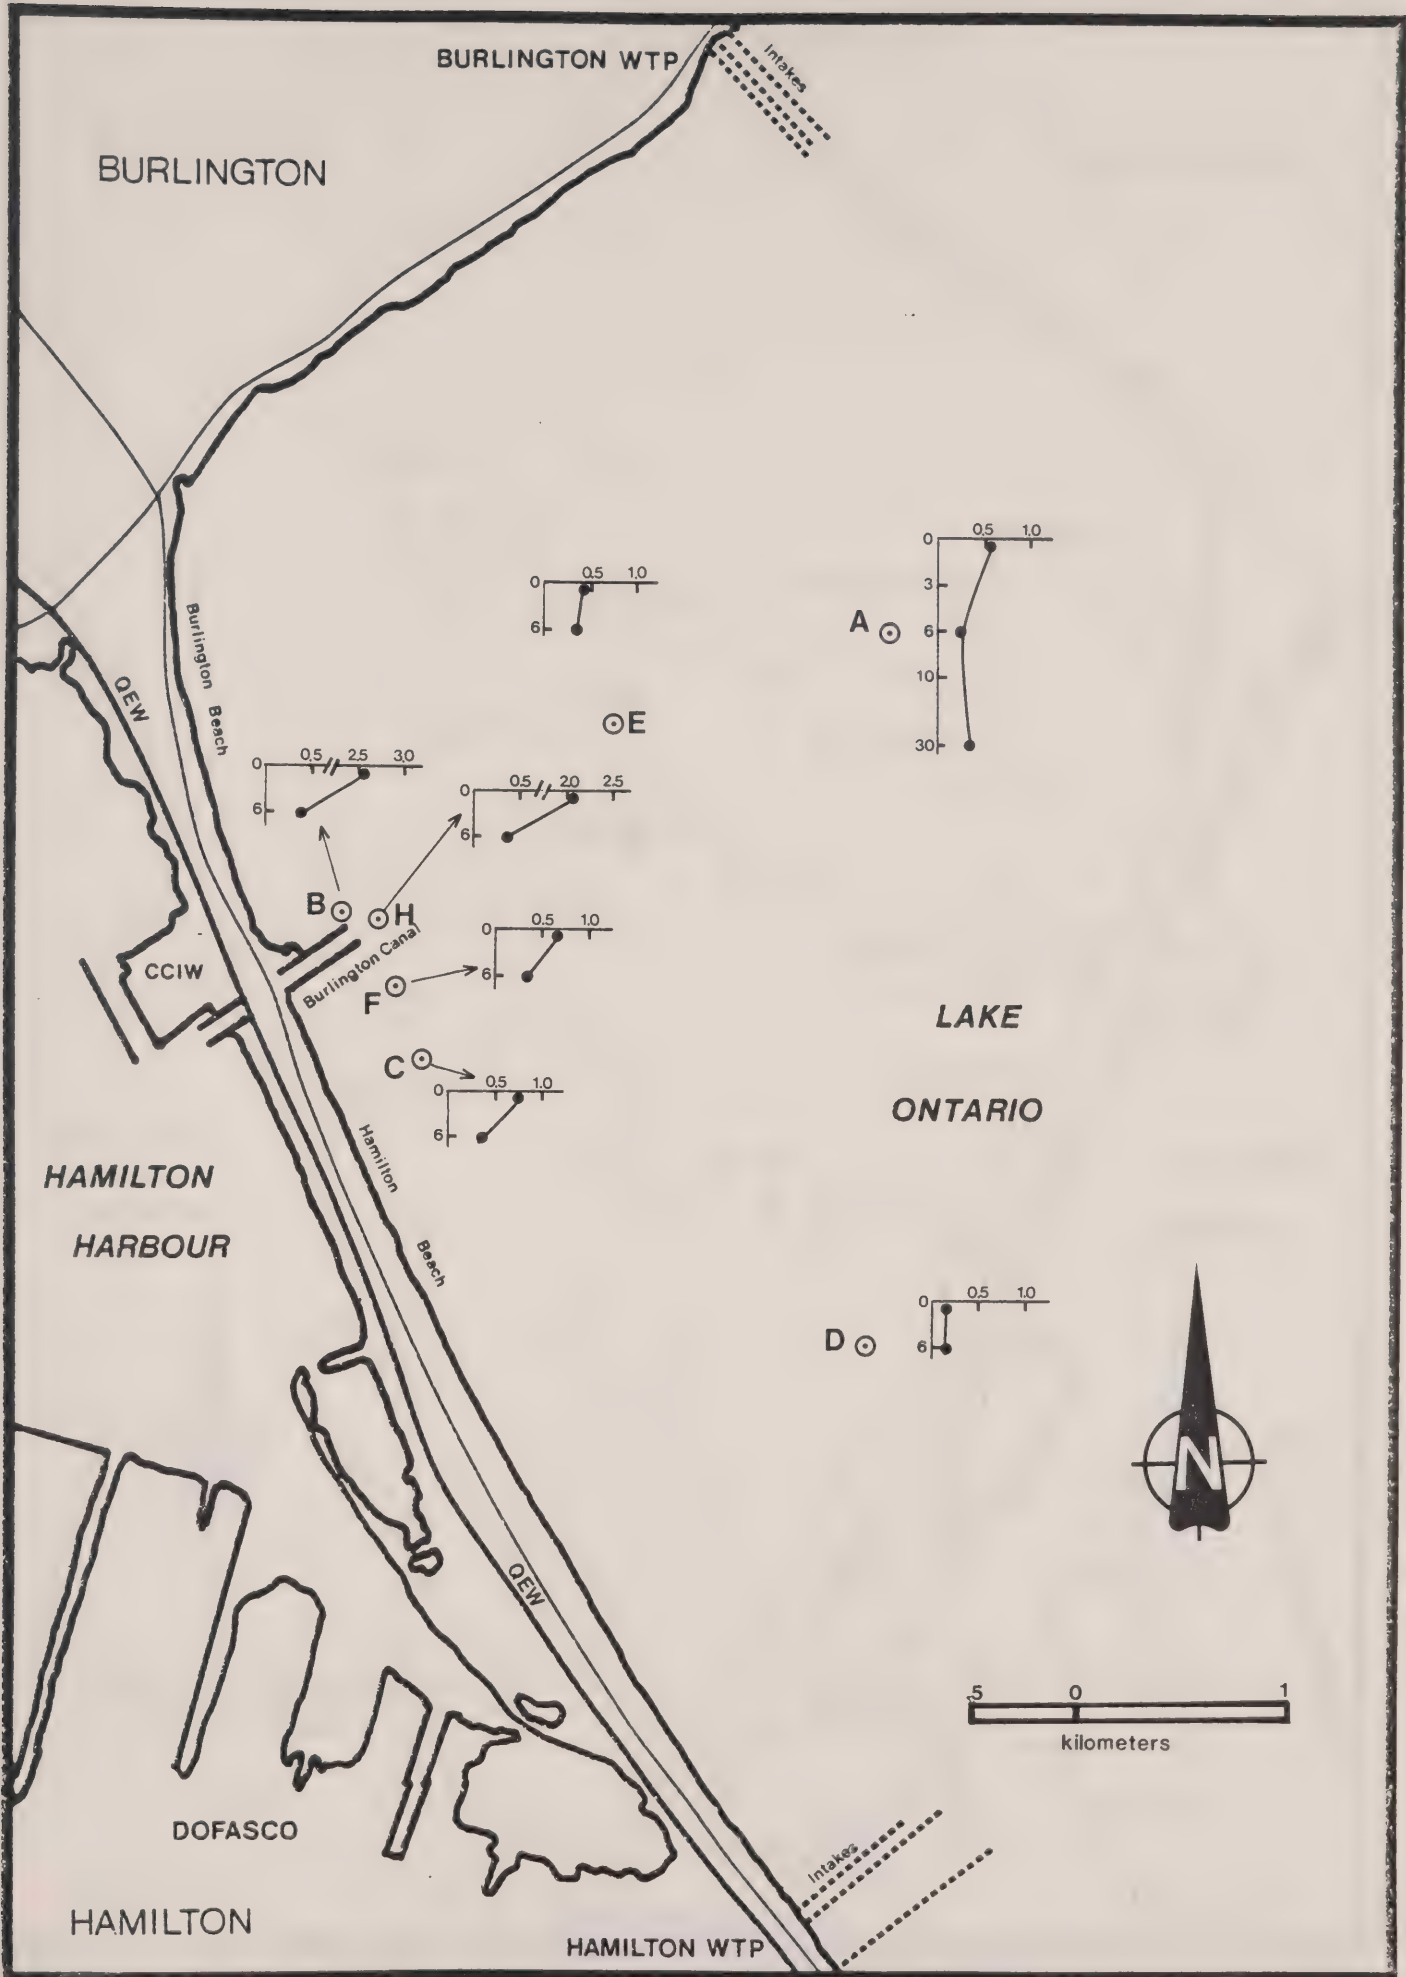 BURLINGTON WTP
Intakes
BURLINGTON
0 0.5 1.0
3
6
10
30
A
0 0.5 1.0
6
E
Burlington Beach
QEW
0 0.5 // 2.5 3.0
6
0 0.5 // 2.0 2.5
6
B
H
Burlington Canal
CCIW
0 0.5 1.0
6
F
C
0 0.5 1.0
6
LAKE
ONTARIO
Hamilton Beach
HAMILTON
HARBOUR
0 0.5 1.0
6
D
N
QEW
.5 0 1
kilometers
DOFASCO
Intakes
HAMILTON
HAMILTON WTP